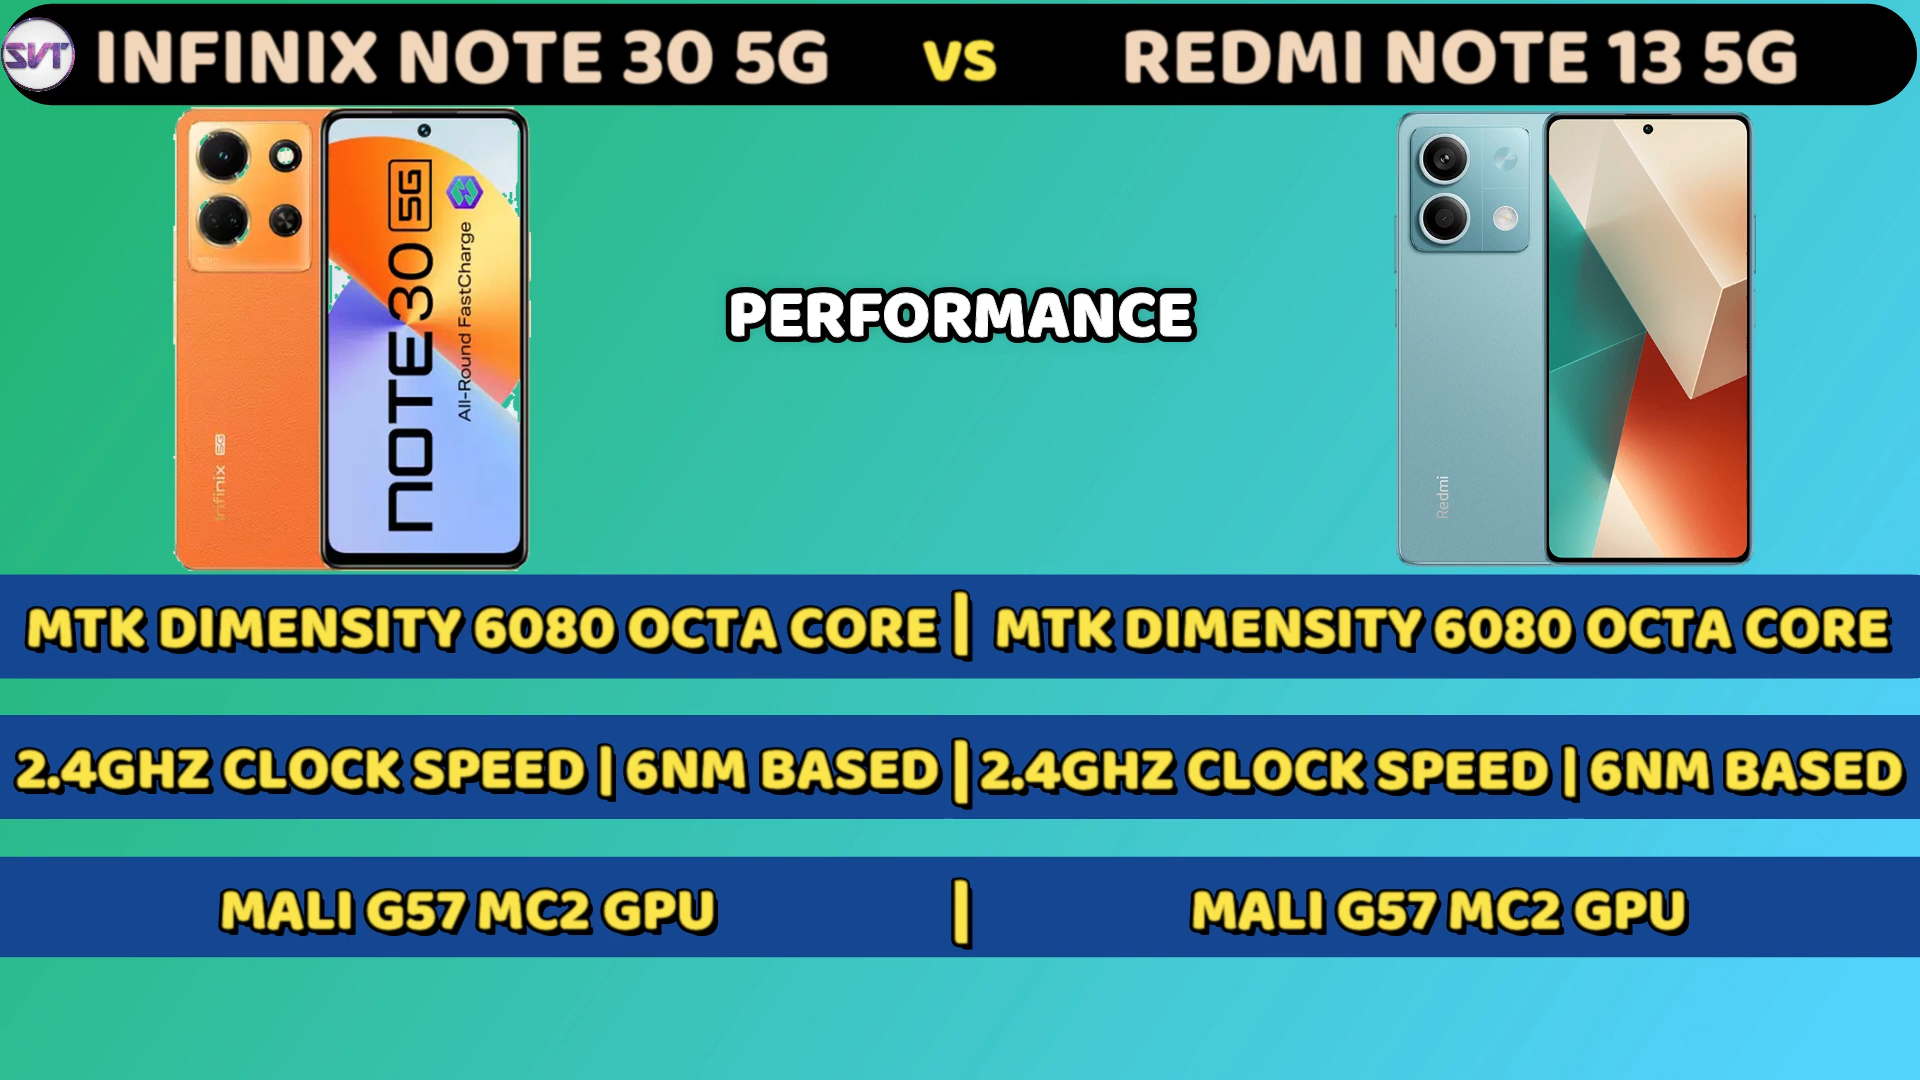 SVT INFINIX NOTE 30 5G VS REDMI NOTE 13 5G
NOTE30 5G
All-Round FastCharge
Infinix 5G
Redmi
PERFORMANCE
MTK DIMENSITY 6080 OCTA CORE | MTK DIMENSITY 6080 OCTA CORE
2.4GHZ CLOCK SPEED | 6NM BASED | 2.4GHZ CLOCK SPEED | 6NM BASED
MALI G57 MC2 GPU | MALI G57 MC2 GPU